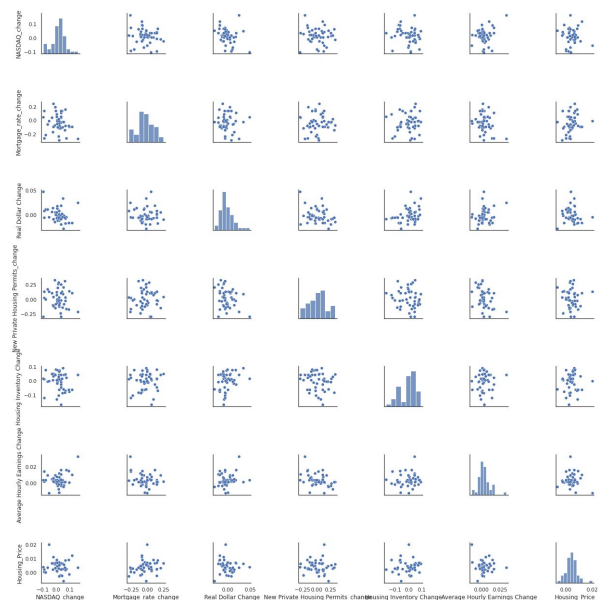 NASDAQ_change
0.1
0.0
−0.1
Mortgage_rate_change
0.2
0.0
−0.2
Real Dollar Change
0.05
0.00
New Private Housing Permits_change
0.25
0.00
−0.25
Housing Inventory Change
0.1
0.0
−0.1
Average Hourly Earnings Change
0.02
0.00
Housing_Price
0.02
0.01
0.00
−0.1 0.0 0.1 −0.25 0.00 0.25 0.00 0.05 −0.25 0.00 0.25 −0.1 0.0 0.1 0.000 0.025 0.00 0.02
NASDAQ_change Mortgage_rate_change Real Dollar Change New Private Housing Permits_change Housing Inventory Change Average Hourly Earnings Change Housing_Price